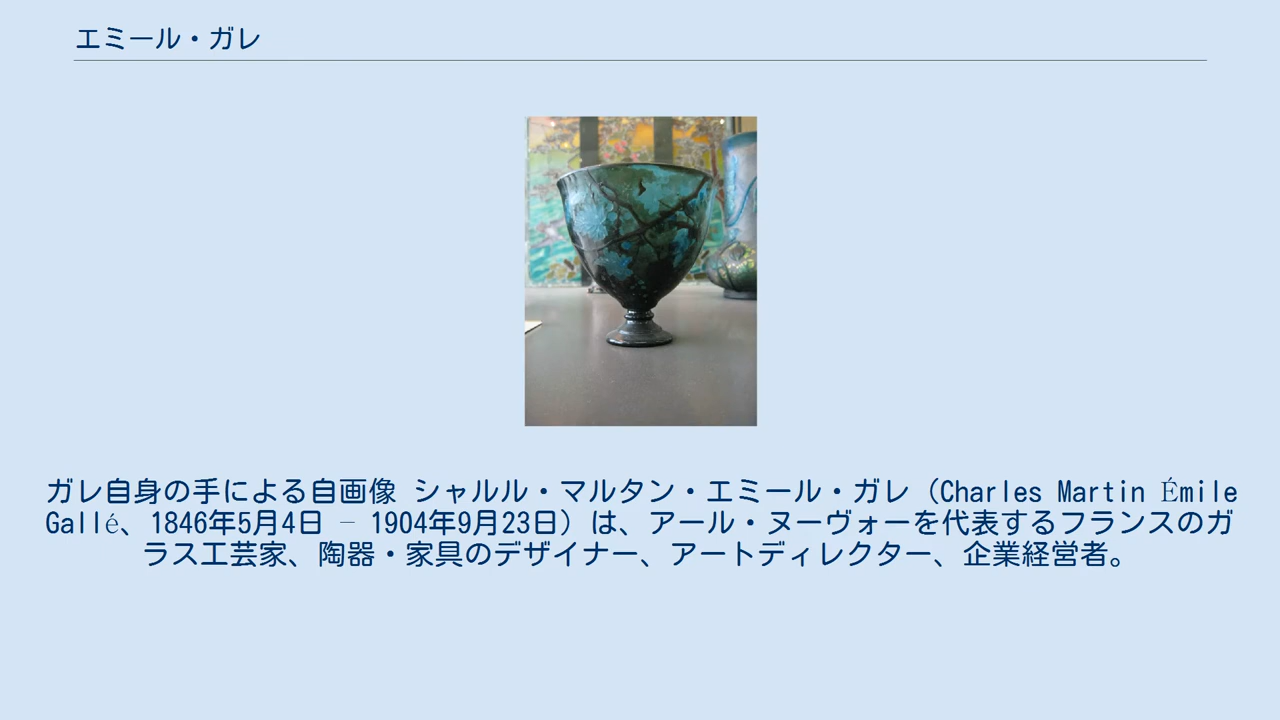 エミール・ガレ
ガレ自身の手による自画像 シャルル・マルタン・エミール・ガレ（Charles Martin Émile
Gallé、1846年5月4日 – 1904年9月23日）は、アール・ヌーヴォーを代表するフランスのガ
ラス工芸家、陶器・家具のデザイナー、アートディレクター、企業経営者。